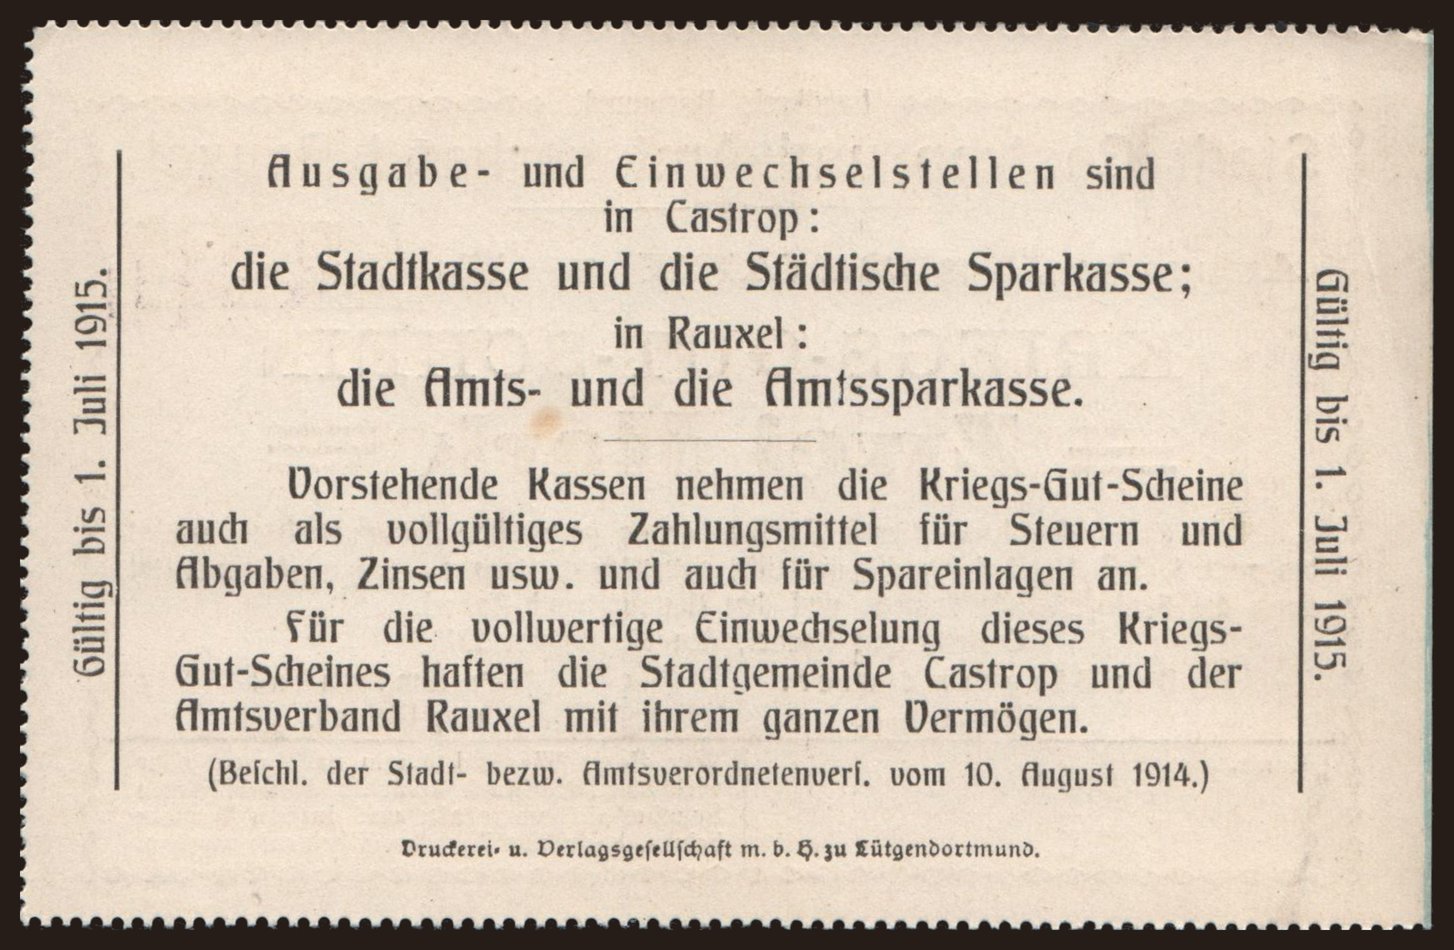 Gültig bis 1. Juli 1915.
Ausgabe- und Einwechselstellen sind
in Castrop:
die Stadtkasse und die Städtische Sparkasse;
in Rauxel:
die Amts- und die Amtssparkasse.
Vorstehende Kassen nehmen die Kriegs-Gut-Scheine
auch als vollgültiges Zahlungsmittel für Steuern und
Abgaben, Zinsen usw. und auch für Spareinlagen an.
Für die vollwertige Einwechselung dieses Kriegs-
Gut-Scheines haften die Stadtgemeinde Castrop und der
Amtsverband Rauxel mit ihrem ganzen Vermögen.
(Beſchl. der Stadt- bezw. Amtsverordnetenverſ. vom 10. August 1914.)
Druckerei- u. Verlagsgeſellſchaft m. b. H. zu Lütgendortmund.
Gültig bis 1. Juli 1915.